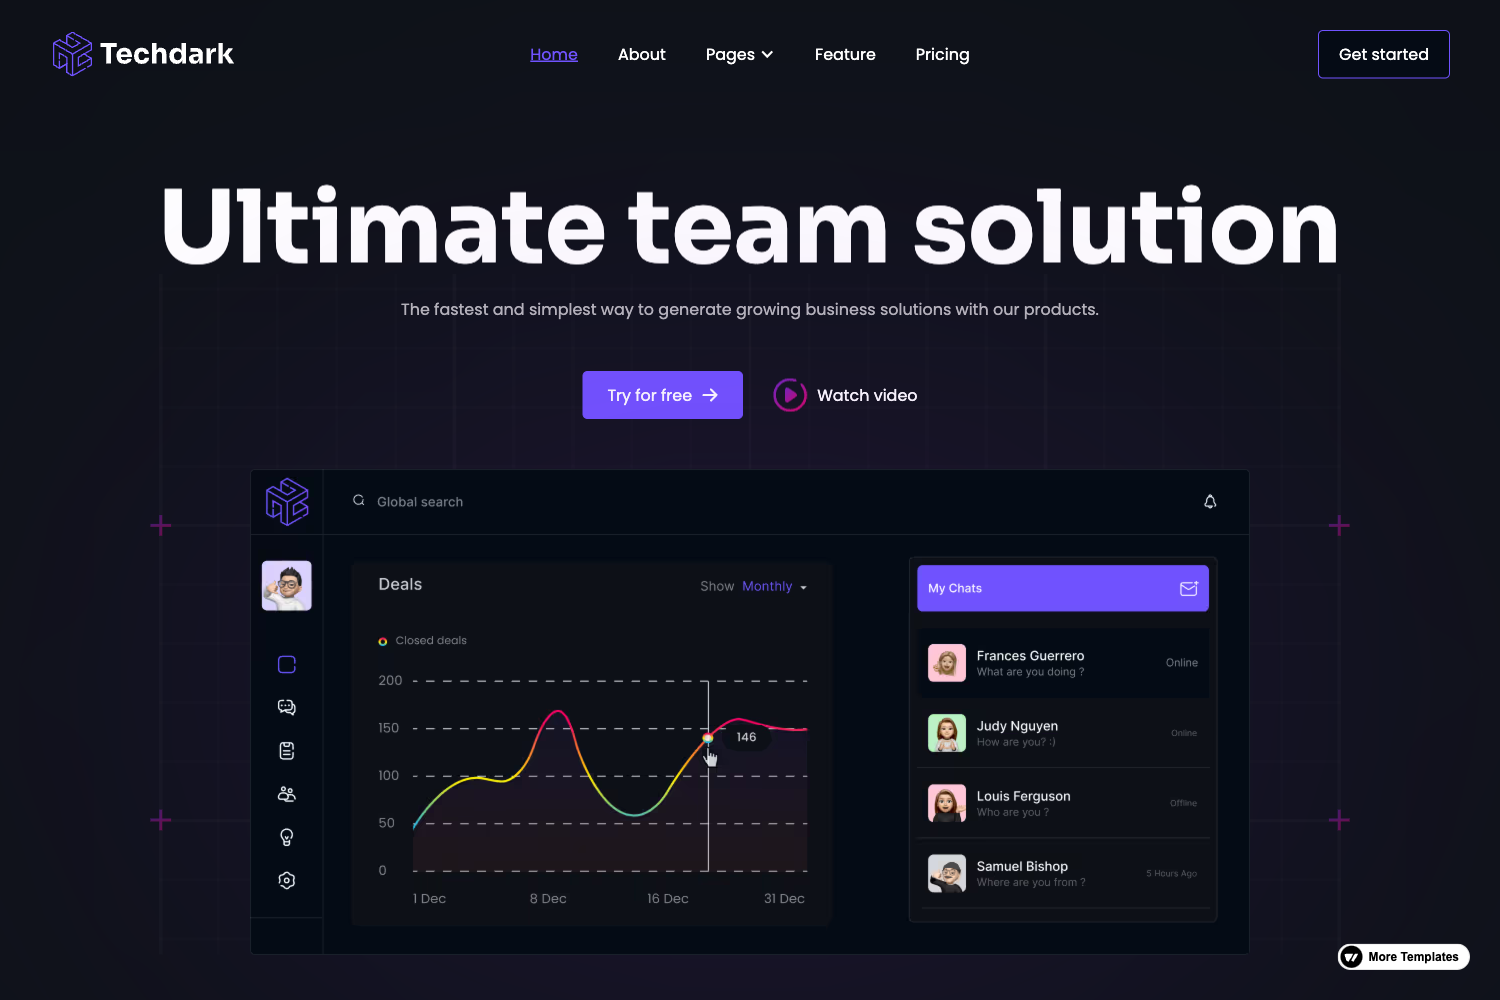 Techdark
Home
About
Pages
Feature
Pricing
Get started
Ultimate team solution
The fastest and simplest way to generate growing business solutions with our products.
Try for free
Watch video
Global search
Deals
Show Monthly
Closed deals
200
150
146
100
50
0
1 Dec
8 Dec
16 Dec
31 Dec
My Chats
Frances Guerrero
What are you doing ?
Online
Judy Nguyen
How are you? :)
Online
Louis Ferguson
Who are you ?
Offline
Samuel Bishop
Where are you from ?
5 Hours Ago
More Templates